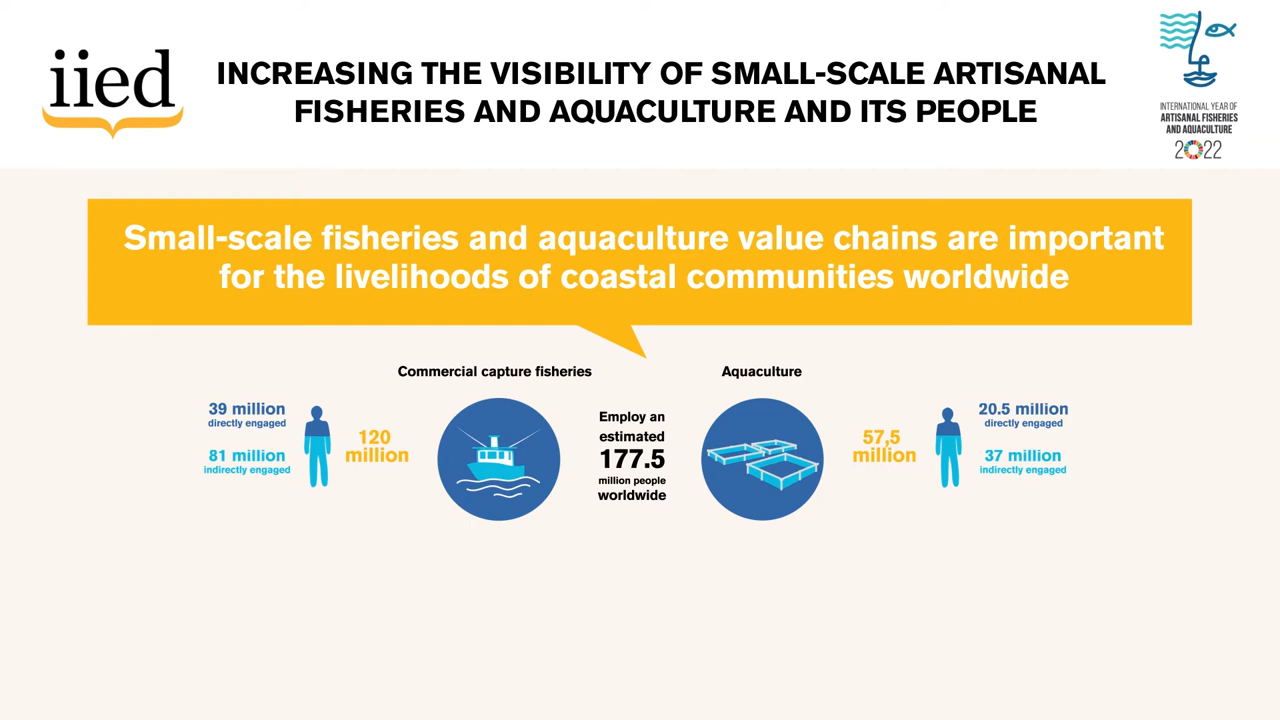 iied
INCREASING THE VISIBILITY OF SMALL-SCALE ARTISANAL
FISHERIES AND AQUACULTURE AND ITS PEOPLE
INTERNATIONAL YEAR OF
ARTISANAL FISHERIES
AND AQUACULTURE
2022
Small-scale fisheries and aquaculture value chains are important
for the livelihoods of coastal communities worldwide
Commercial capture fisheries
Aquaculture
39 million
directly engaged
81 million
indirectly engaged
120
million
Employ an
estimated
177.5
million people
worldwide
57,5
million
20.5 million
directly engaged
37 million
indirectly engaged